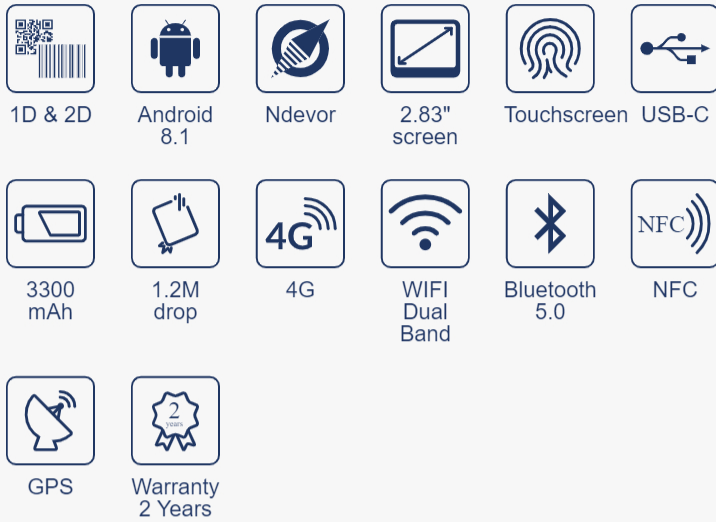 1D & 2D
Android
8.1
Ndevor
2.83"
screen
Touchscreen
USB-C
3300
mAh
1.2M
drop
4G
4G
WIFI
Dual
Band
Bluetooth
5.0
NFC
NFC
GPS
2
years
Warranty
2 Years